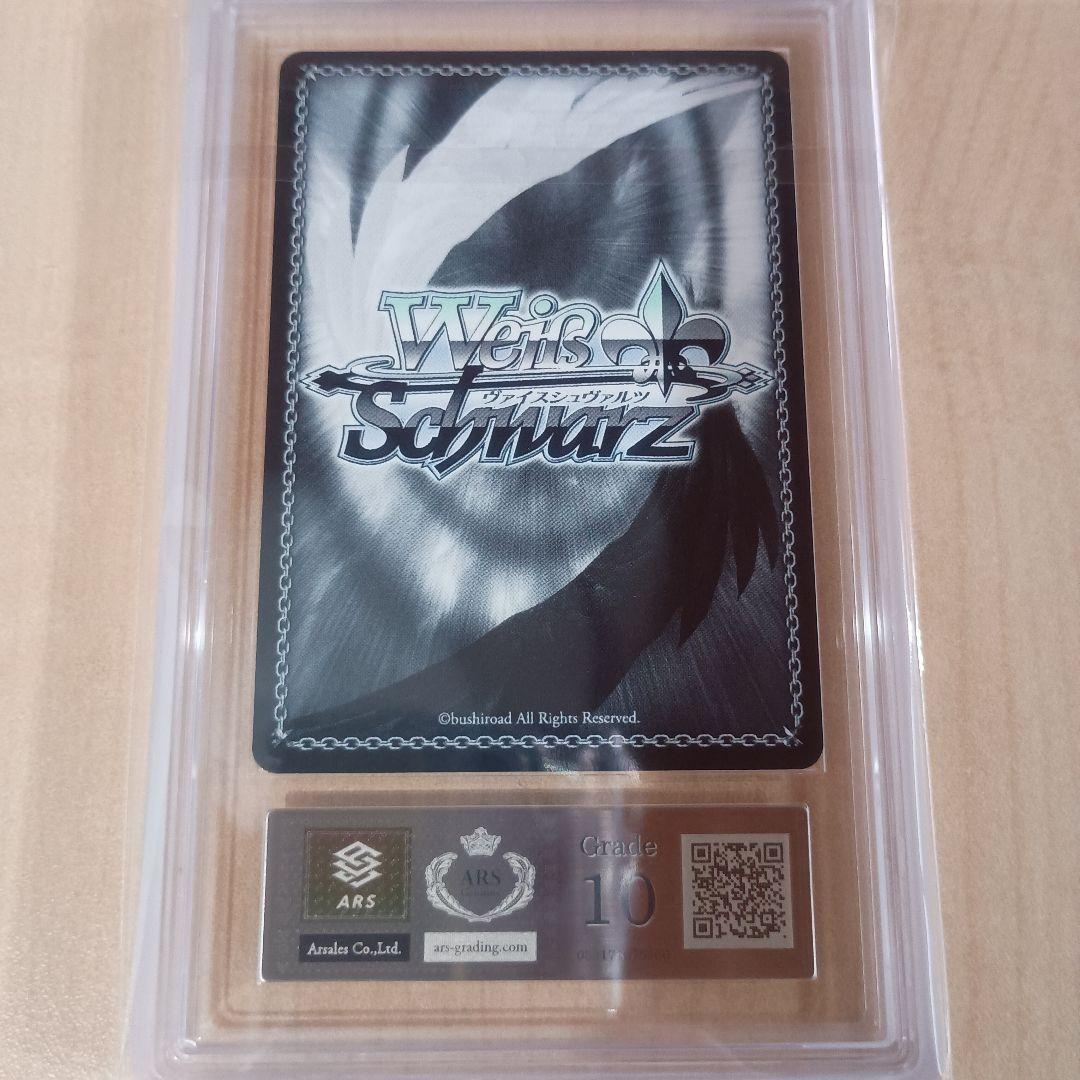 Weiß
ヴァイスシュヴァルツ
Schwarz
©bushiroad All Rights Reserved.
ARS
Arsales Co.,Ltd.
ARS
ars-grading.com
Grade
10